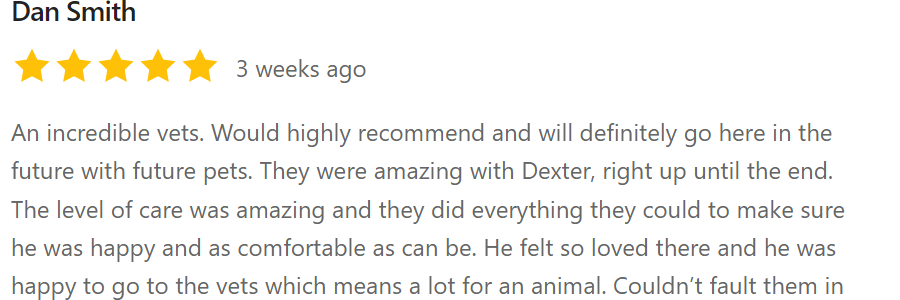 Dan Smith
3 weeks ago
An incredible vets. Would highly recommend and will definitely go here in the
future with future pets. They were amazing with Dexter, right up until the end.
The level of care was amazing and they did everything they could to make sure
he was happy and as comfortable as can be. He felt so loved there and he was
happy to go to the vets which means a lot for an animal. Couldn’t fault them in